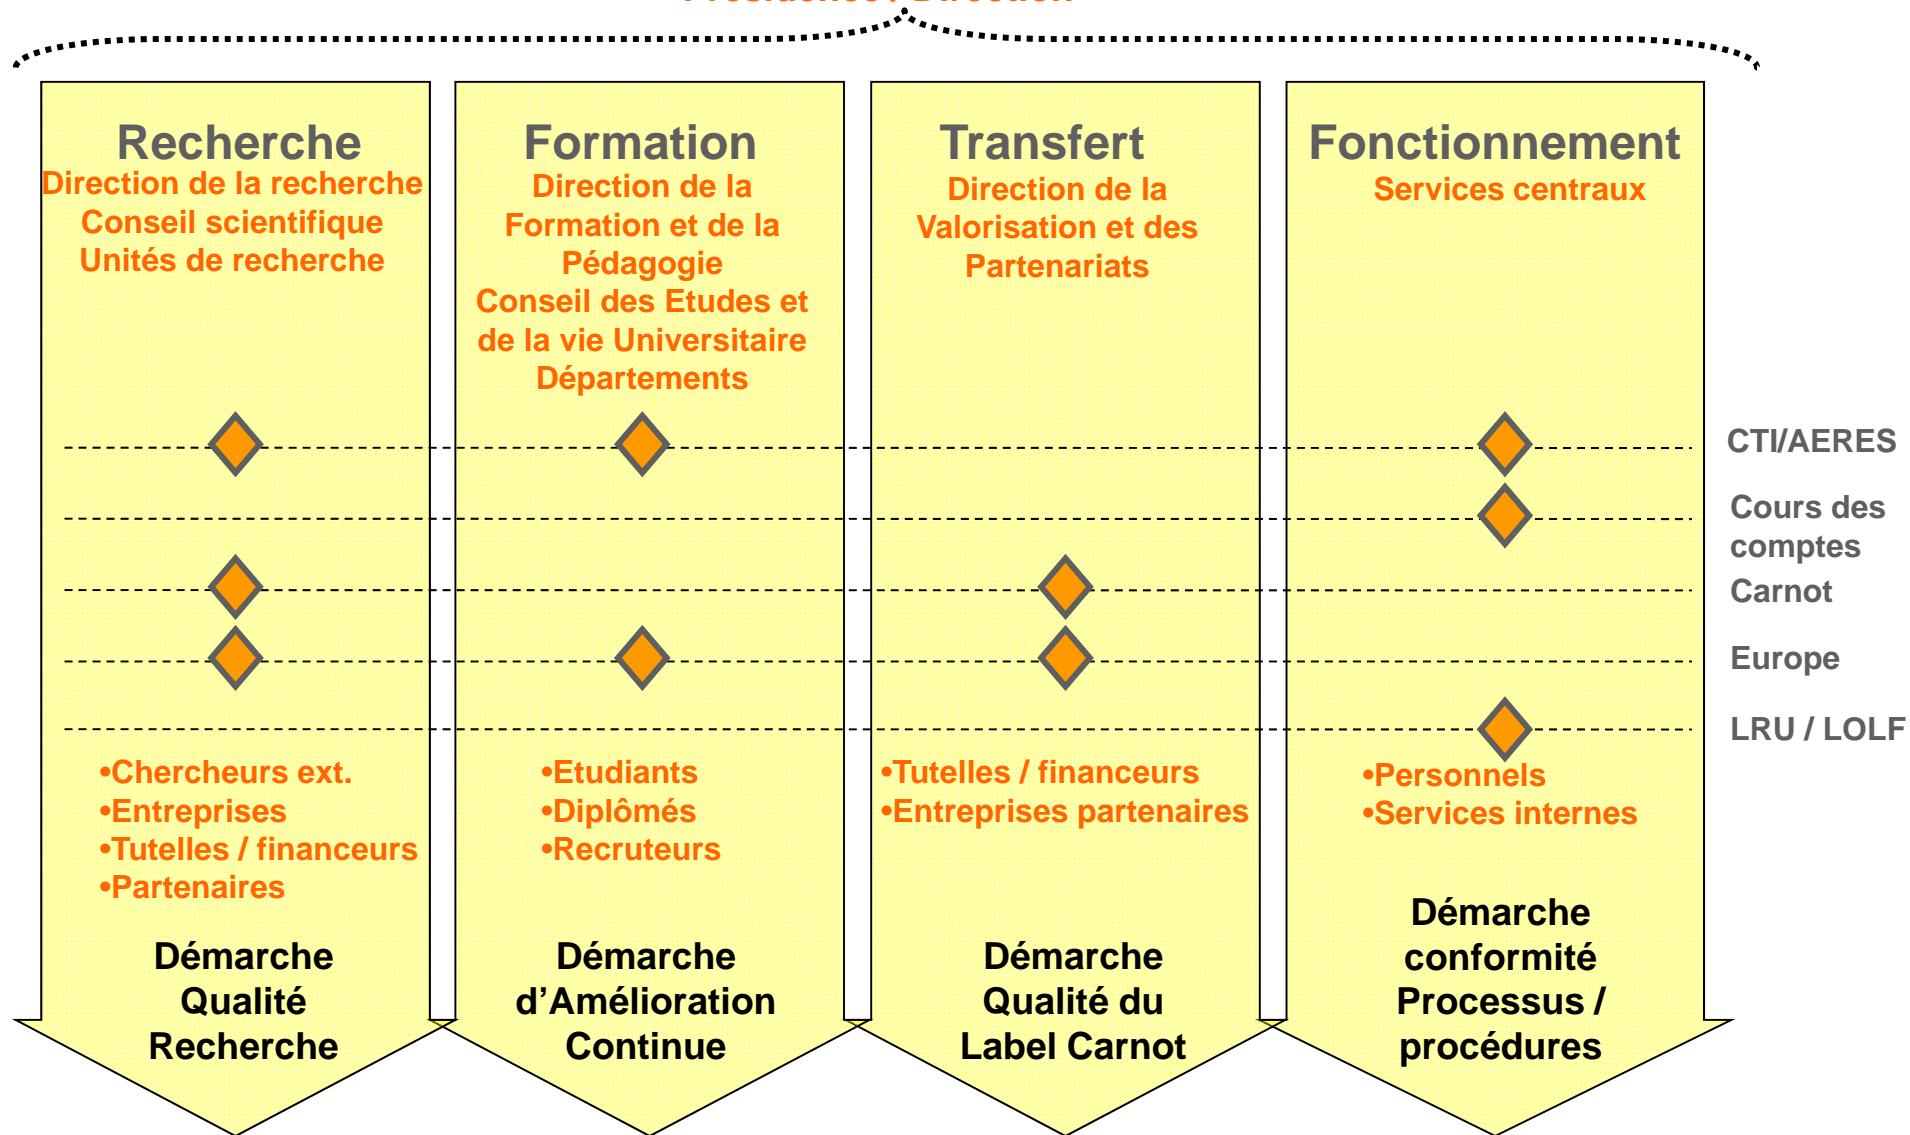 Présidence / Direction
Recherche
Direction de la recherche
Conseil scientifique
Unités de recherche
Formation
Direction de la
Formation et de la
Pédagogie
Conseil des Etudes et
de la vie Universitaire
Départements
Transfert
Direction de la
Valorisation et des
Partenariats
Fonctionnement
Services centraux
CTI/AERES
Cours des
comptes
Carnot
Europe
LRU / LOLF
•Chercheurs ext.
•Entreprises
•Tutelles / financeurs
•Partenaires
•Etudiants
•Diplômés
•Recruteurs
•Tutelles / financeurs
•Entreprises partenaires
•Personnels
•Services internes
Démarche
Qualité
Recherche
Démarche
d’Amélioration
Continue
Démarche
Qualité du
Label Carnot
Démarche
conformité
Processus /
procédures